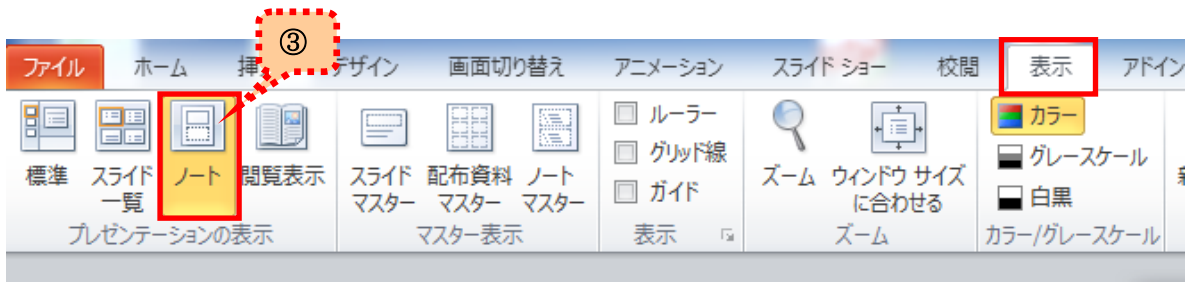 ③
ファイル ホーム 挿 デザイン 画面切り替え アニメーション スライド ショー 校閲 表示 アドイン
標準 スライド一覧 ノート 閲覧表示
プレゼンテーションの表示
スライドマスター 配布資料マスター ノートマスター
マスター表示
ルーラー
グリッド線
ガイド
表示
ズーム ウィンドウ サイズに合わせる
ズーム
カラー
グレースケール
白黒
カラー/グレースケール